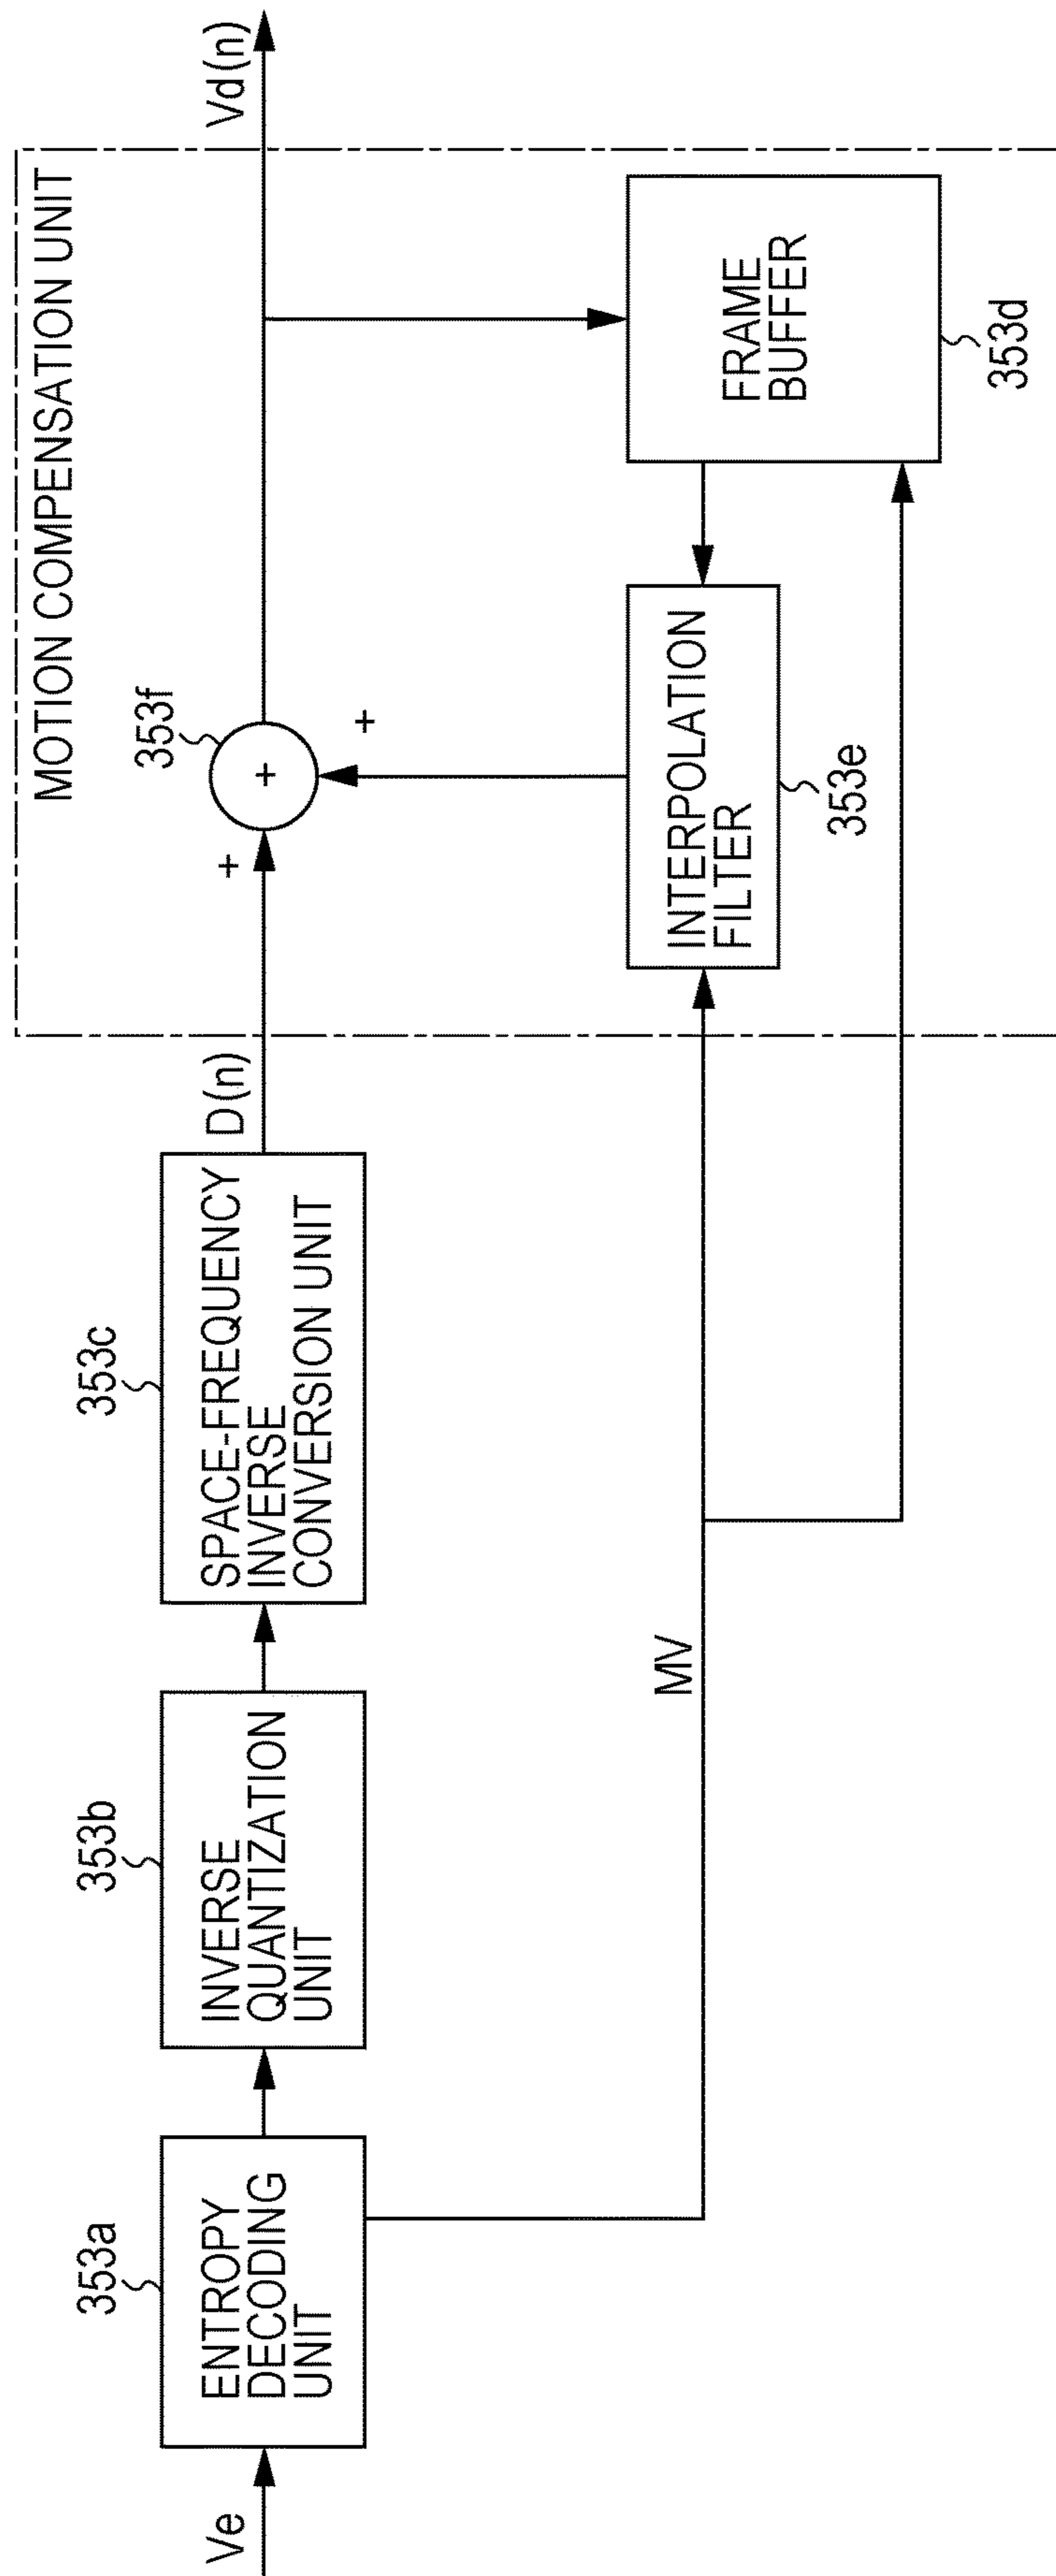 MOTION COMPENSATION UNIT
Ve
353a
ENTROPY
DECODING
UNIT
353b
INVERSE
QUANTIZATION
UNIT
353c
SPACE-FREQUENCY
INVERSE
CONVERSION UNIT
D(n)
+
353f
+
+
Vd(n)
MV
INTERPOLATION
FILTER
353e
FRAME
BUFFER
353d